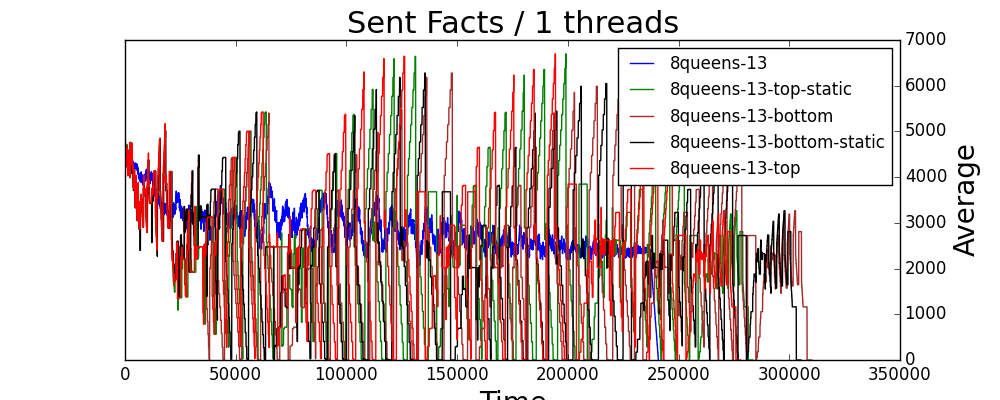 Sent Facts / 1 threads
8queens-13
8queens-13-top-static
8queens-13-bottom
8queens-13-bottom-static
8queens-13-top
7000
6000
5000
4000
3000
2000
1000
0
Average
0 50000 100000 150000 200000 250000 300000 350000
Time